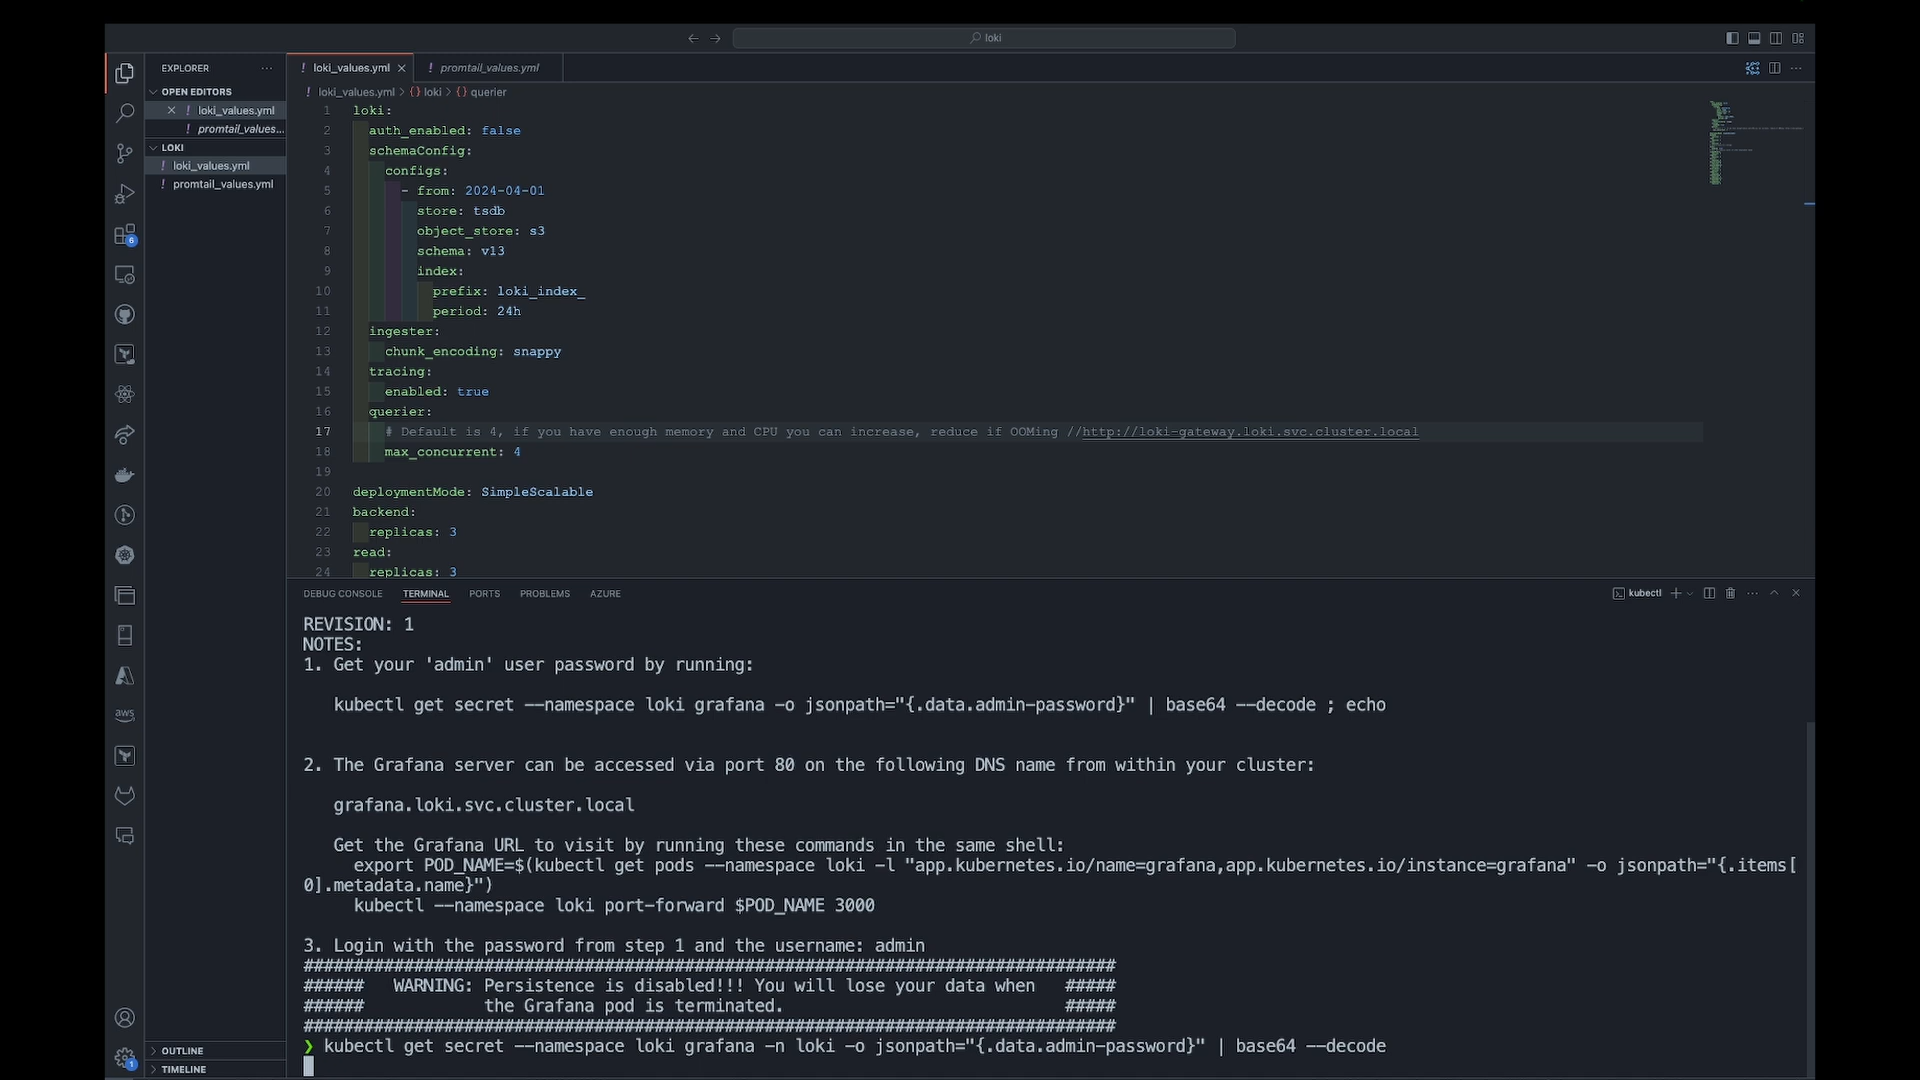 loki
EXPLORER
OPEN EDITORS
loki_values.yml
promtail_values...
LOKI
loki_values.yml
promtail_values.yml
OUTLINE
TIMELINE
6
1
! loki_values.yml
! promtail_values.yml
! loki_values.yml > {} loki > {} querier
1 loki:
2 auth_enabled: false
3 schemaConfig:
4 configs:
5 - from: 2024-04-01
6 store: tsdb
7 object_store: s3
8 schema: v13
9 index:
10 prefix: loki_index_
11 period: 24h
12 ingester:
13 chunk_encoding: snappy
14 tracing:
15 enabled: true
16 querier:
17 # Default is 4, if you have enough memory and CPU you can increase, reduce if OOMing //http://loki-gateway.loki.svc.cluster.local
18 max_concurrent: 4
19
20 deploymentMode: SimpleScalable
21 backend:
22 replicas: 3
23 read:
24 replicas: 3
DEBUG CONSOLE TERMINAL PORTS PROBLEMS AZURE
kubectl
REVISION: 1
NOTES:
1. Get your 'admin' user password by running:
kubectl get secret --namespace loki grafana -o jsonpath="{.data.admin-password}" | base64 --decode ; echo
2. The Grafana server can be accessed via port 80 on the following DNS name from within your cluster:
grafana.loki.svc.cluster.local
Get the Grafana URL to visit by running these commands in the same shell:
export POD_NAME=$(kubectl get pods --namespace loki -l "app.kubernetes.io/name=grafana,app.kubernetes.io/instance=grafana" -o jsonpath="{.items[
0].metadata.name}")
kubectl --namespace loki port-forward $POD_NAME 3000
3. Login with the password from step 1 and the username: admin
#################################################################################
###### WARNING: Persistence is disabled!!! You will lose your data when #####
###### the Grafana pod is terminated. #####
#################################################################################
❯ kubectl get secret --namespace loki grafana -n loki -o jsonpath="{.data.admin-password}" | base64 --decode
aws